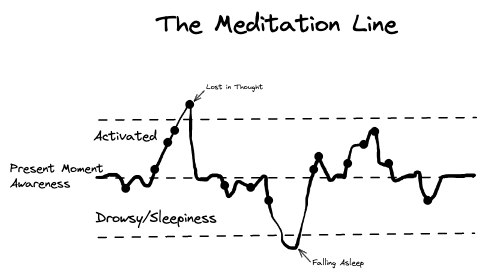 The Meditation Line
Lost in Thought
Activated
Present Moment
Awareness
Drowsy/Sleepiness
Falling Asleep